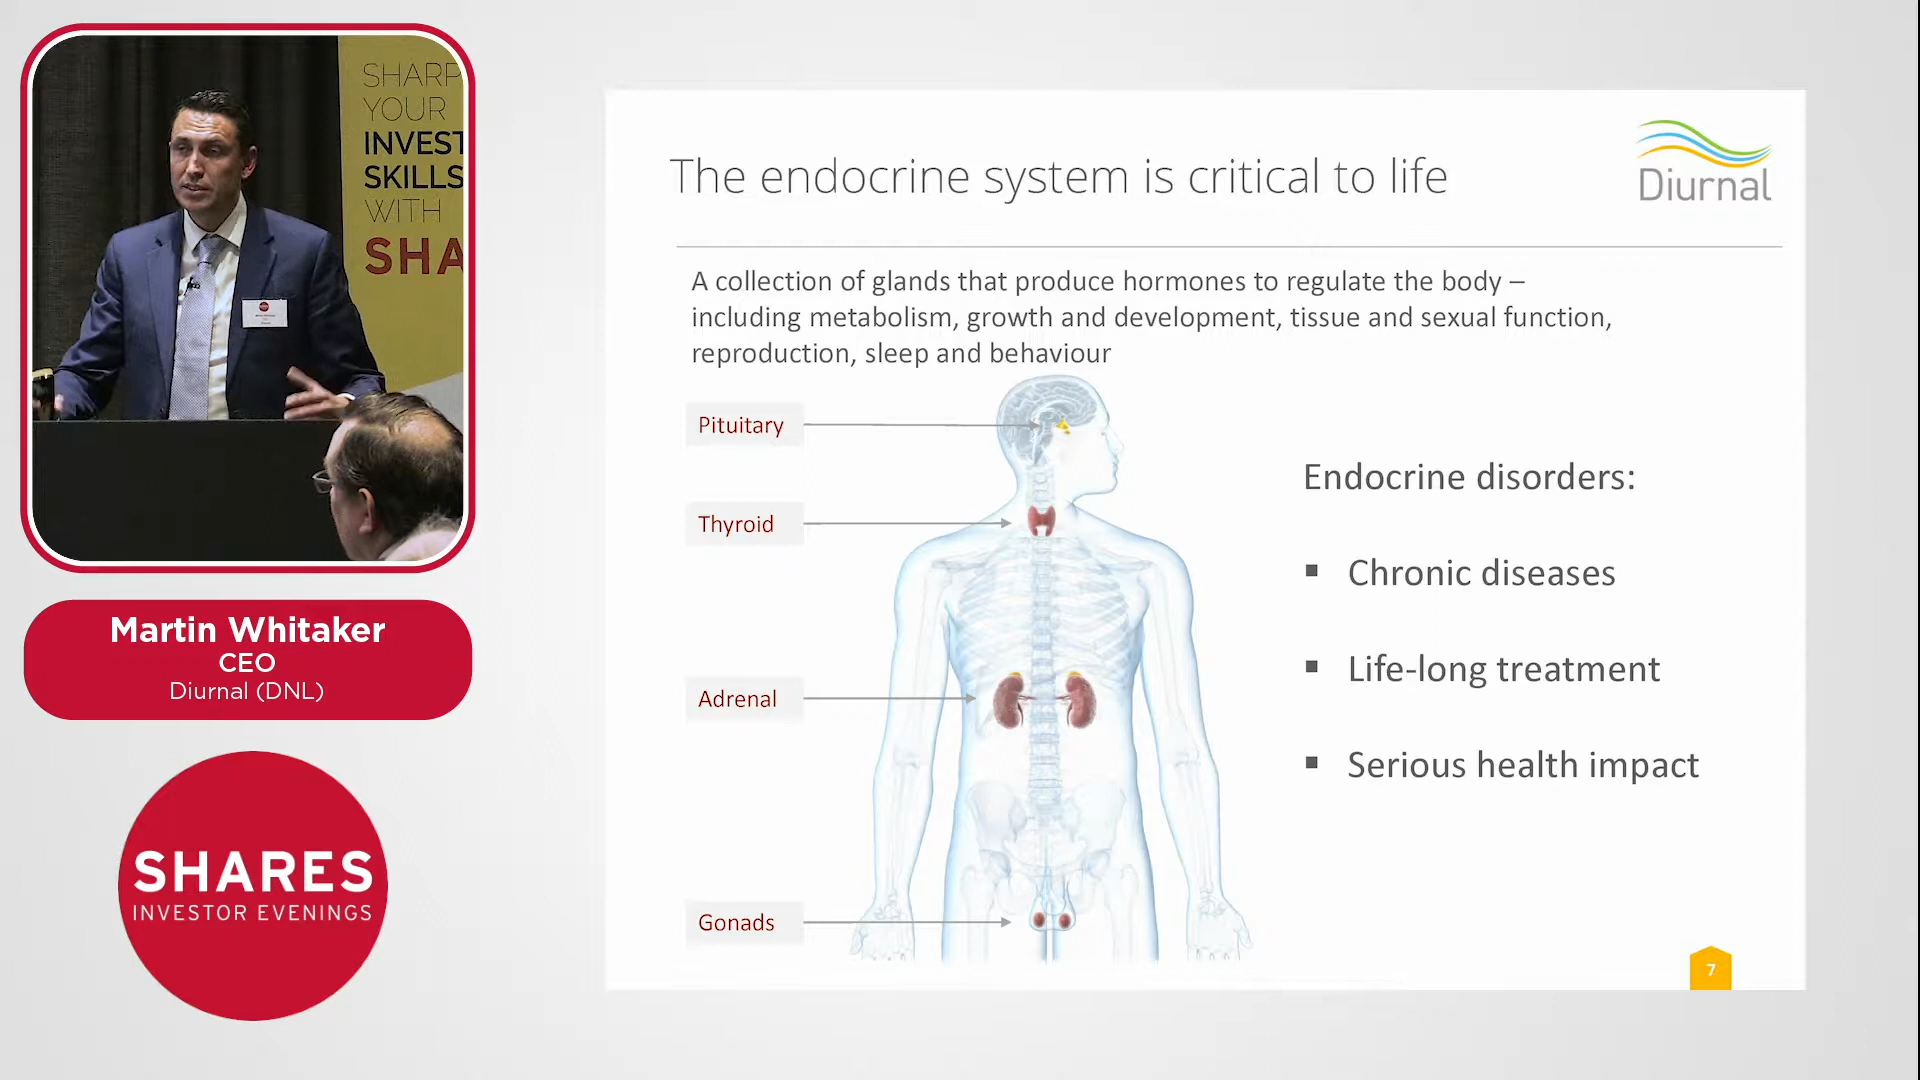 SHARP
YOUR
INVEST
SKILLS
WITH
SHA
Martin Whitaker
CEO
Diurnal (DNL)
SHARES
INVESTOR EVENINGS
The endocrine system is critical to life
Diurnal
A collection of glands that produce hormones to regulate the body –
including metabolism, growth and development, tissue and sexual function,
reproduction, sleep and behaviour
Pituitary
Thyroid
Adrenal
Gonads
Endocrine disorders:
▪ Chronic diseases
▪ Life-long treatment
▪ Serious health impact
7